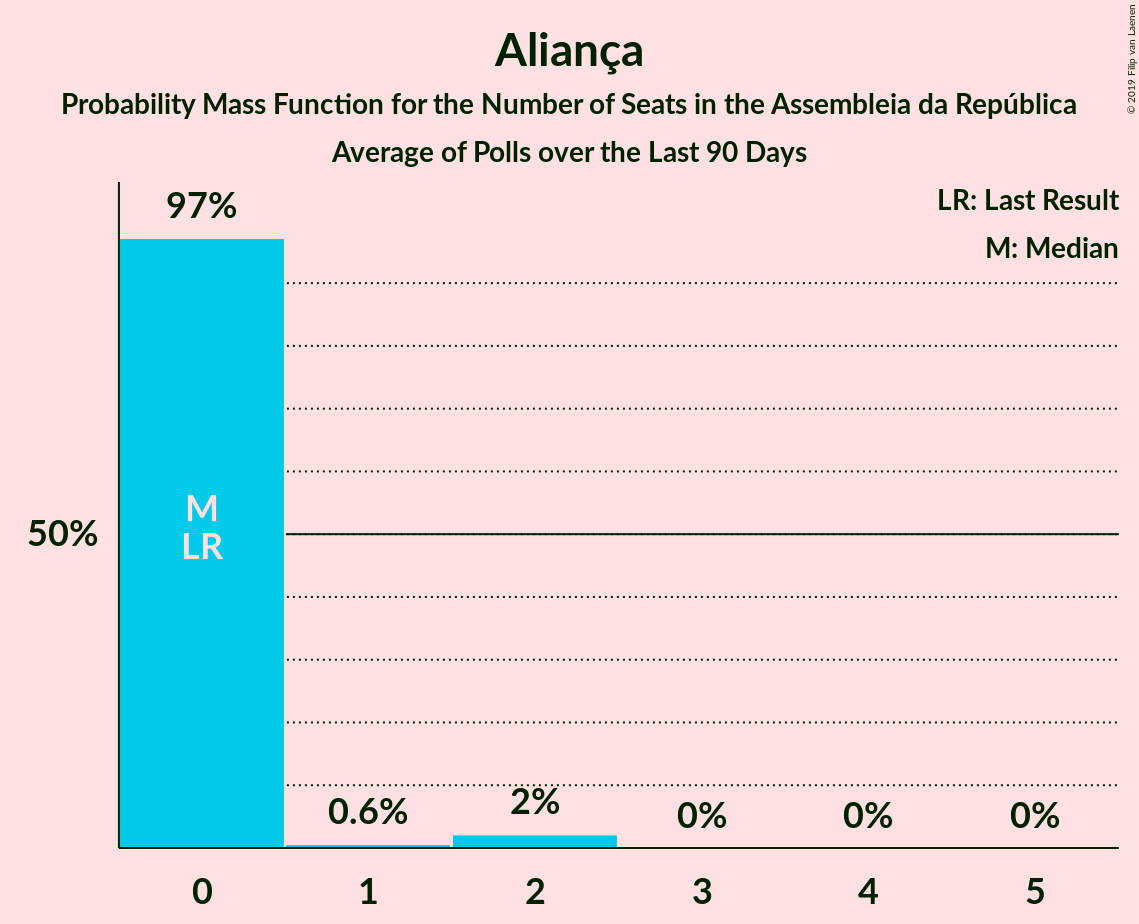 Aliança
Probability Mass Function for the Number of Seats in the Assembleia da República
Average of Polls over the Last 90 Days
© 2019 Filip van Laenen
LR: Last Result
M: Median
97%
M
LR
50%
0.6%
2%
0%
0%
0%
0 1 2 3 4 5